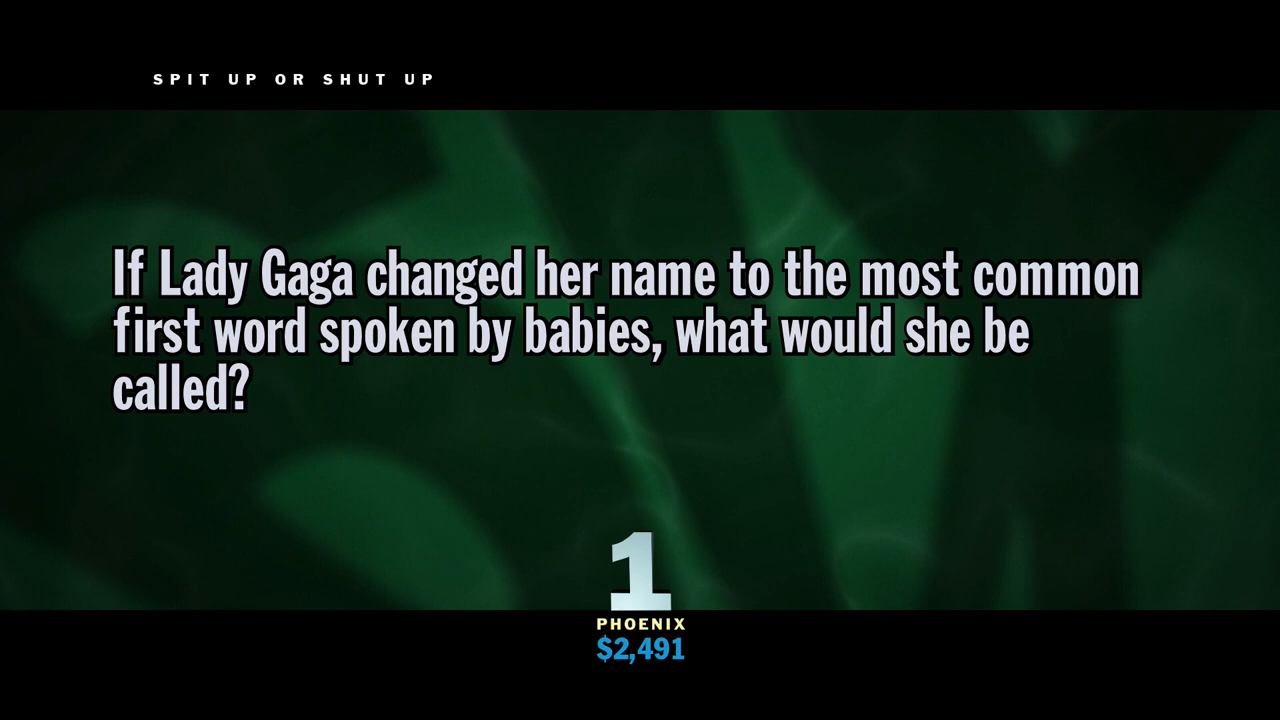 SPIT UP OR SHUT UP
If Lady Gaga changed her name to the most common
first word spoken by babies, what would she be
called?
1
PHOENIX
$2,491